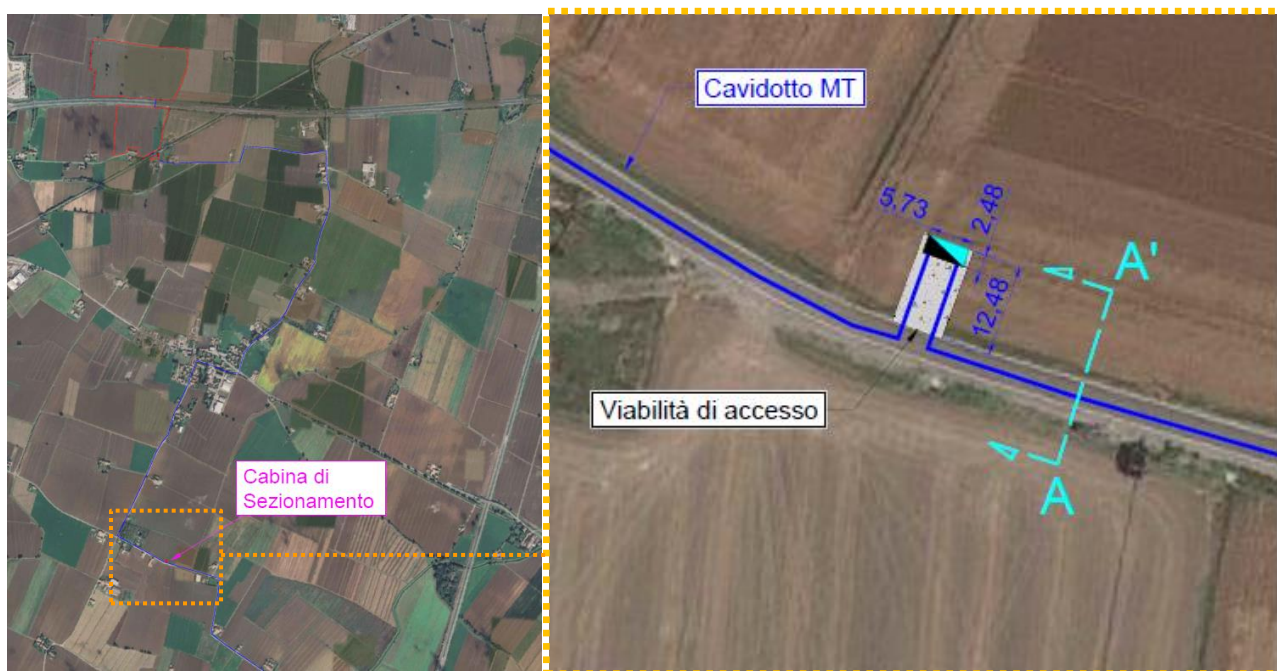 Cabina di
Sezionamento
Cavidotto MT
5,73
2,48
12,48
A'
A
Viabilità di accesso